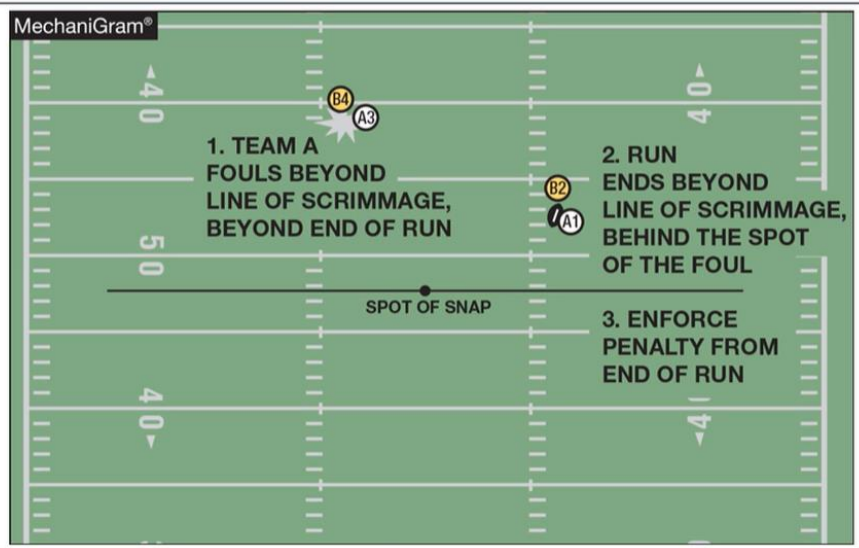 MechaniGram®
40
40
B4
A3
1. TEAM A
FOULS BEYOND
LINE OF SCRIMMAGE,
BEYOND END OF RUN
2. RUN
ENDS BEYOND
LINE OF SCRIMMAGE,
BEHIND THE SPOT
OF THE FOUL
B2
A1
50
SPOT OF SNAP
3. ENFORCE
PENALTY FROM
END OF RUN
40
4